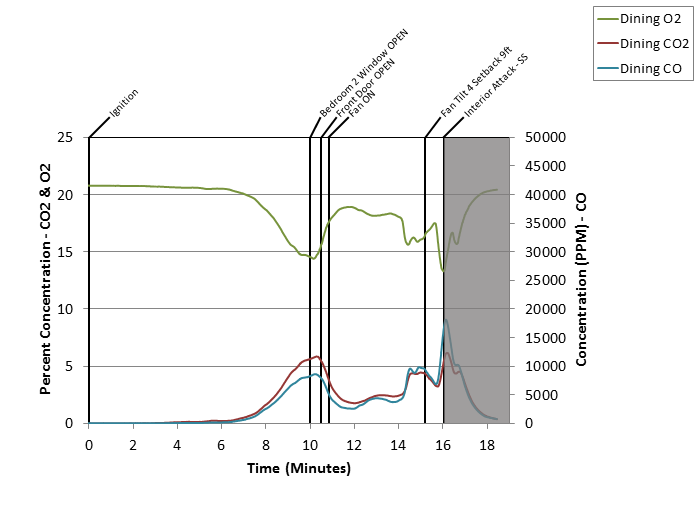 Dining O2
Dining CO2
Dining CO
Ignition
Bedroom 2 Window OPEN
Front Door OPEN
Fan ON
Fan Tilt 4 Setback 9ft
Interior Attack - SS
Percent Concentration - CO2 & O2
25
20
15
10
5
0
50000
45000
40000
35000
30000
25000
20000
15000
10000
5000
0
Concentration (PPM) - CO
0 2 4 6 8 10 12 14 16 18
Time (Minutes)